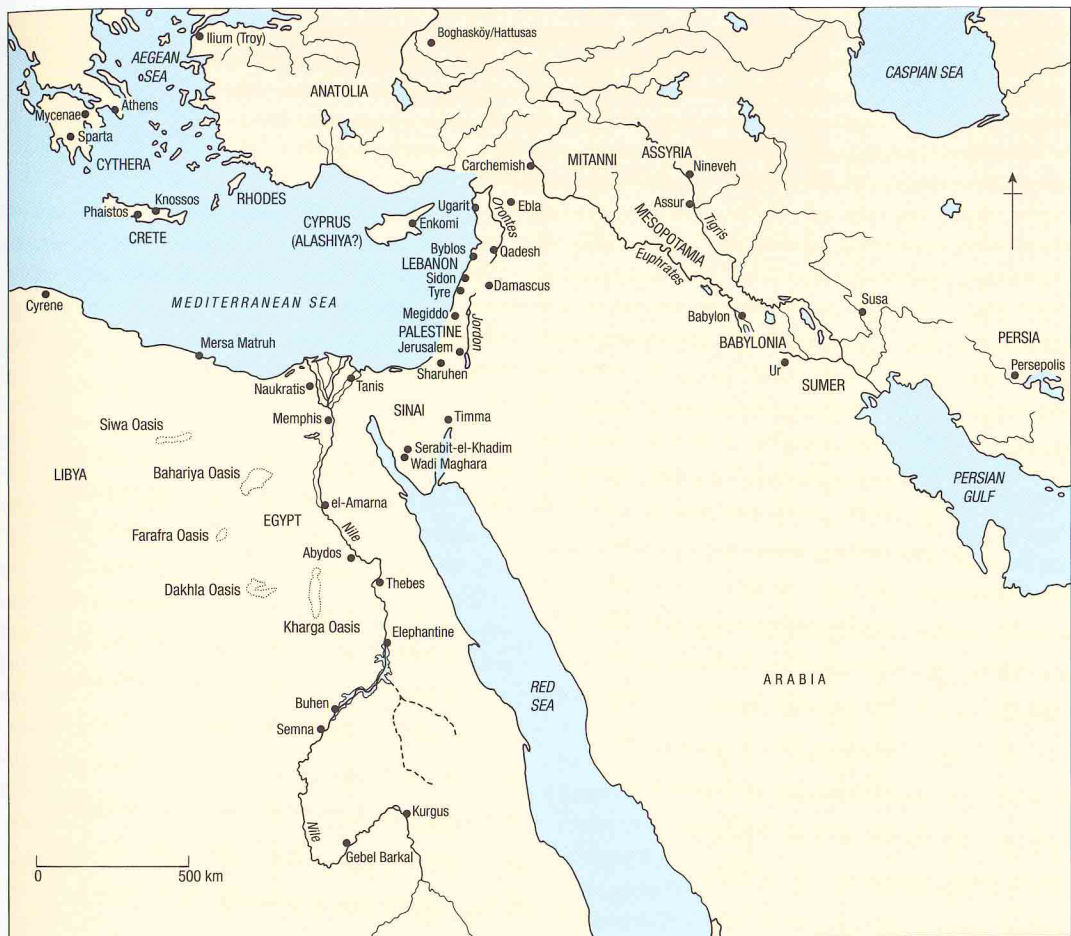 Ilium (Troy)
Boghasköy/Hattusas
AEGEAN
SEA
CASPIAN SEA
ANATOLIA
Athens
Mycenae
Sparta
CYTHERA
Carchemish
MITANNI
ASSYRIA
Nineveh
RHODES
Knossos
Phaistos
CRETE
CYPRUS
(ALASHIYA?)
Enkomi
Ugarit
Orontes
Ebla
Assur
Tigris
MESOPOTAMIA
Euphrates
Byblos
LEBANON
Qadesh
Sidon
Tyre
Damascus
Cyrene
MEDITERRANEAN SEA
Megiddo
PALESTINE
Jordon
Jerusalem
Sharuhen
Babylon
BABYLONIA
Susa
PERSIA
Ur
SUMER
Persepolis
Mersa Matruh
Naukratis
Tanis
Memphis
SINAI
Timma
Siwa Oasis
Serabit-el-Khadim
Wadi Maghara
LIBYA
Bahariya Oasis
PERSIAN
GULF
el-Amarna
EGYPT
Nile
Farafra Oasis
Abydos
Dakhla Oasis
Thebes
Kharga Oasis
Elephantine
RED
SEA
ARABIA
Buhen
Semna
Kurgus
Nile
Gebel Barkal
0
500 km